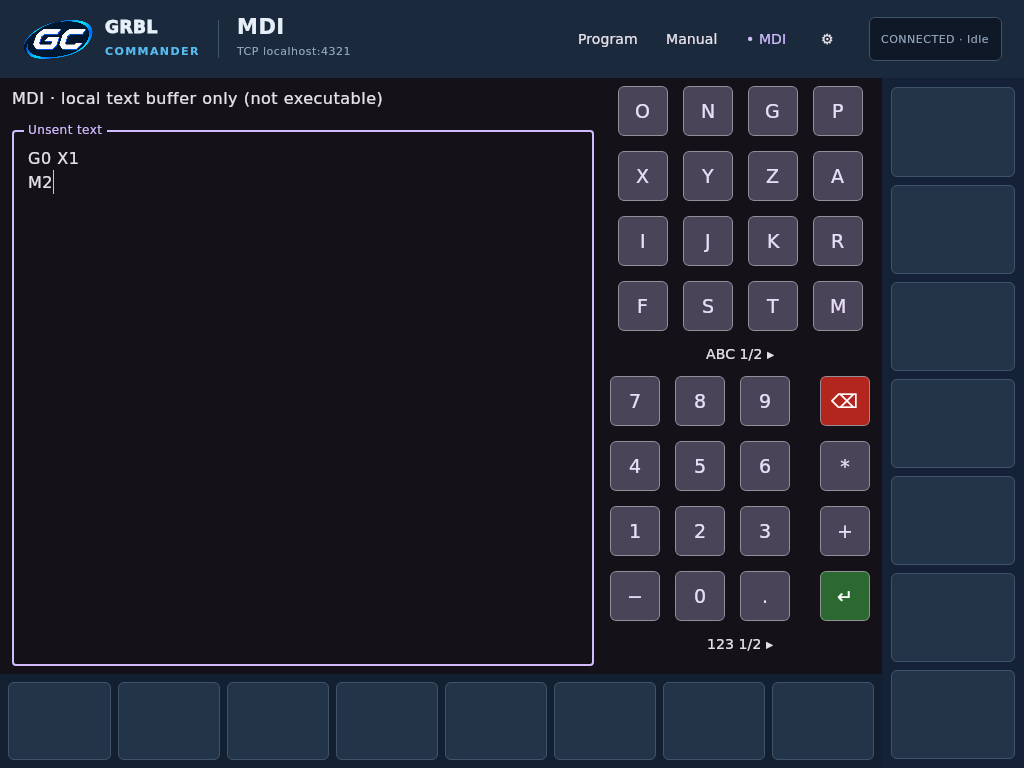 GC
GRBL
COMMANDER
MDI
TCP localhost:4321
Program
Manual
• MDI
⚙
CONNECTED · Idle
MDI · local text buffer only (not executable)
Unsent text
G0 X1
M2
O N G P
X Y Z A
I J K R
F S T M
ABC 1/2 ▸
7 8 9 ⌫
4 5 6 *
1 2 3 +
− 0 . ↵
123 1/2 ▸